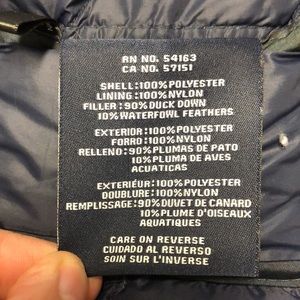 RN NO. 54163
CA NO. 57151
SHELL:100%POLYESTER
LINING:100%NYLON
FILLER:90%DUCK DOWN
10%WATERFOWL FEATHERS
EXTERIOR:100%POLYESTER
FORRO:100%NYLON
RELLENO:90%PLUMAS DE PATO
10%PLUMA DE AVES
ACUATICAS
EXTÉRIEUR:100%POLYESTER
DOUBLURE:100%NYLON
REMPLISSAGE:90%DUVET DE CANARD
10%PLUME D'OISEAUX
AQUATIQUES
CARE ON REVERSE
CUIDADO AL REVERSO
SOIN SUR L'INVERSE